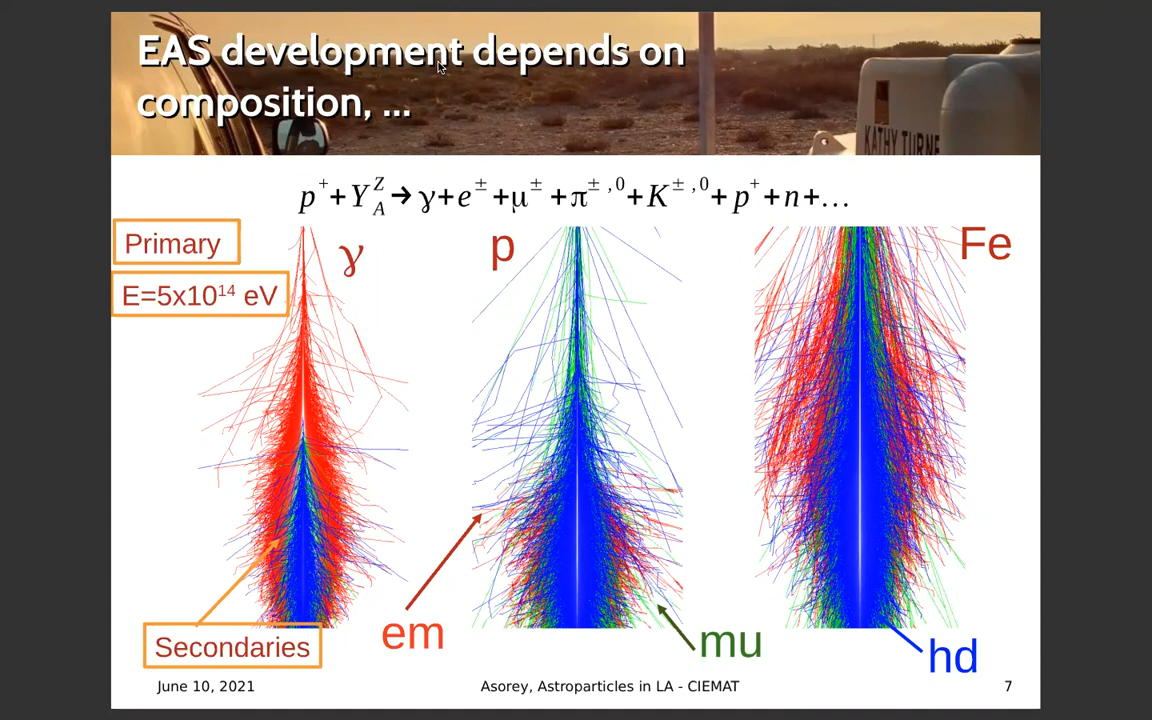 EAS development depends on
composition, ...
KATHY TURNE
p⁺ + Y_A^Z → γ + e^± + μ^± + π^{±,0} + K^{±,0} + p⁺ + n + ...
Primary
γ
p
Fe
E=5x10¹⁴ eV
em
mu
hd
Secondaries
June 10, 2021
Asorey, Astroparticles in LA - CIEMAT
7